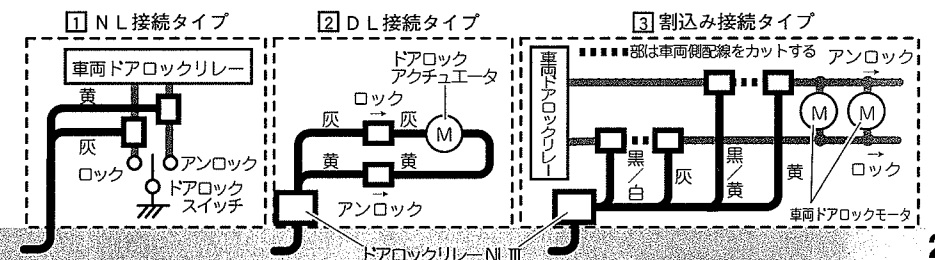 1 NL接続タイプ
車両ドアロックリレー
黄
灰
ロック
アンロック
ドアロック
スイッチ
2 DL接続タイプ
ドアロック
アクチュエータ
ロック
→
灰
灰
M
黄
黄
→
アンロック
3 割込み接続タイプ
車両ドアロックリレー
部は車両側配線をカットする
アンロック
→
M
M
黒/白
灰
黒/黄
黄
→
ロック
車両ドアロックモータ
ドアロックリレーNLⅢ